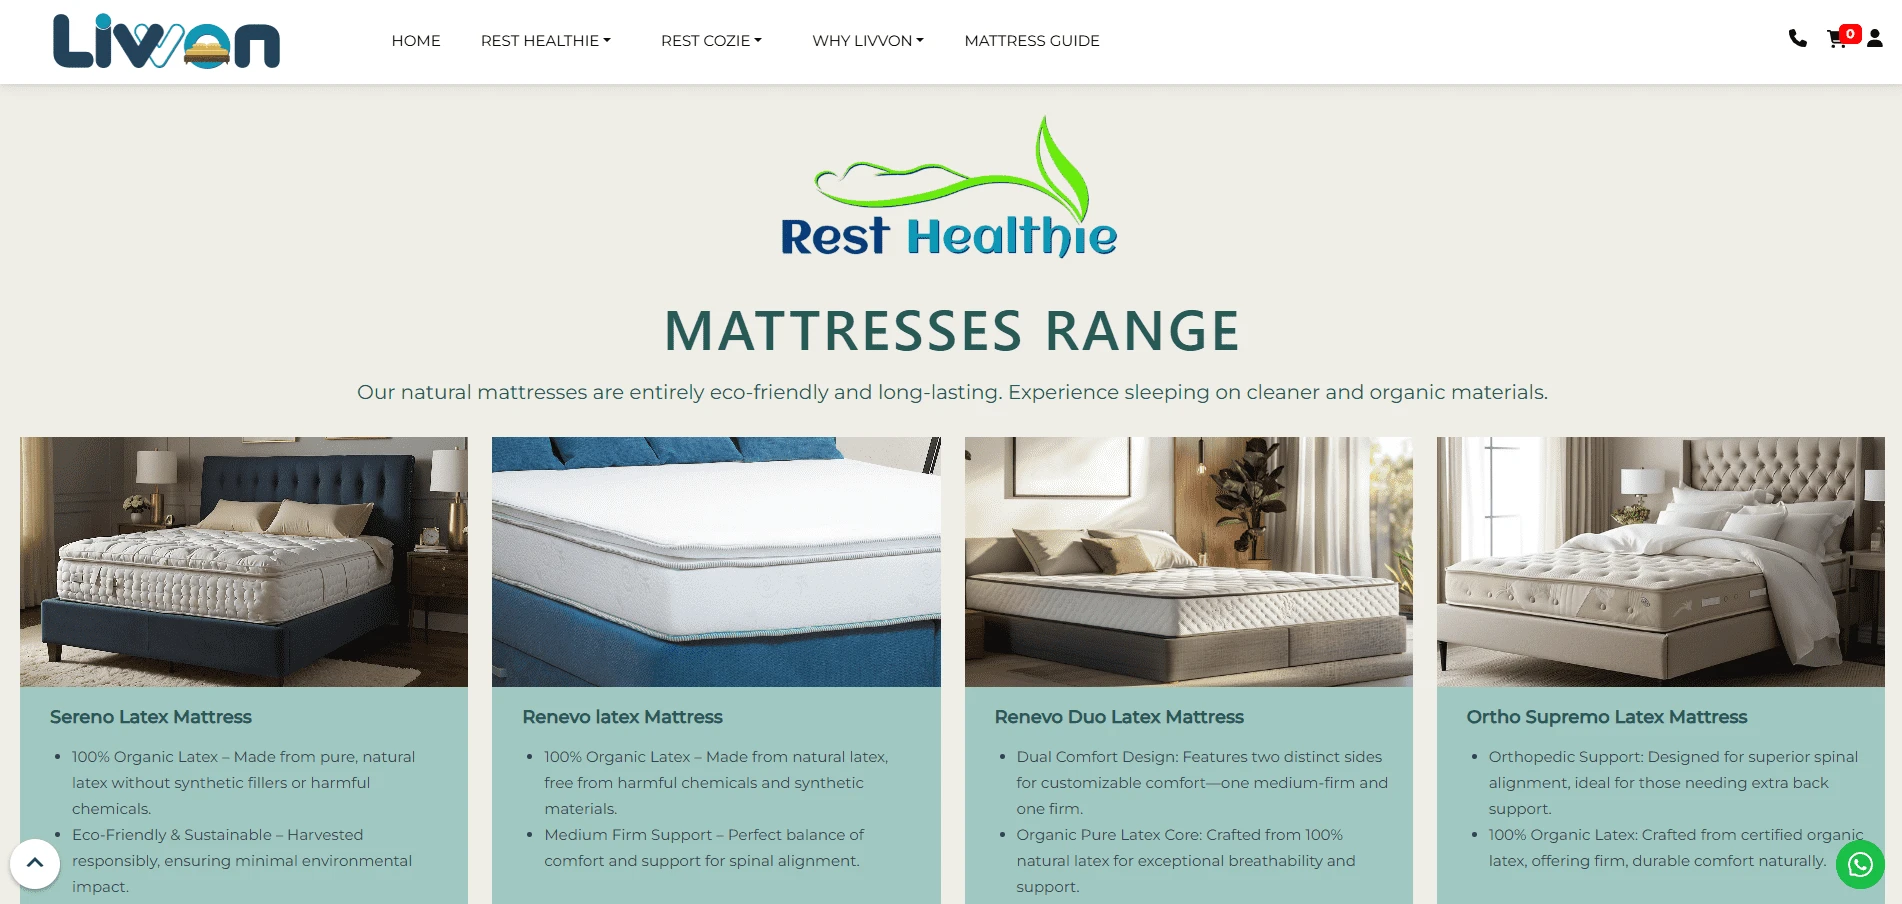 Livvon
HOME
REST HEALTHIE
REST COZIE
WHY LIVVON
MATTRESS GUIDE
0
Rest Healthie
MATTRESSES RANGE
Our natural mattresses are entirely eco-friendly and long-lasting. Experience sleeping on cleaner and organic materials.
Sereno Latex Mattress
100% Organic Latex – Made from pure, natural
latex without synthetic fillers or harmful
chemicals.
Eco-Friendly & Sustainable – Harvested
responsibly, ensuring minimal environmental
impact.
Renevo latex Mattress
100% Organic Latex – Made from natural latex,
free from harmful chemicals and synthetic
materials.
Medium Firm Support – Perfect balance of
comfort and support for spinal alignment.
Renevo Duo Latex Mattress
Dual Comfort Design: Features two distinct sides
for customizable comfort—one medium-firm and
one firm.
Organic Pure Latex Core: Crafted from 100%
natural latex for exceptional breathability and
support.
Ortho Supremo Latex Mattress
Orthopedic Support: Designed for superior spinal
alignment, ideal for those needing extra back
support.
100% Organic Latex: Crafted from certified organic
latex, offering firm, durable comfort naturally.